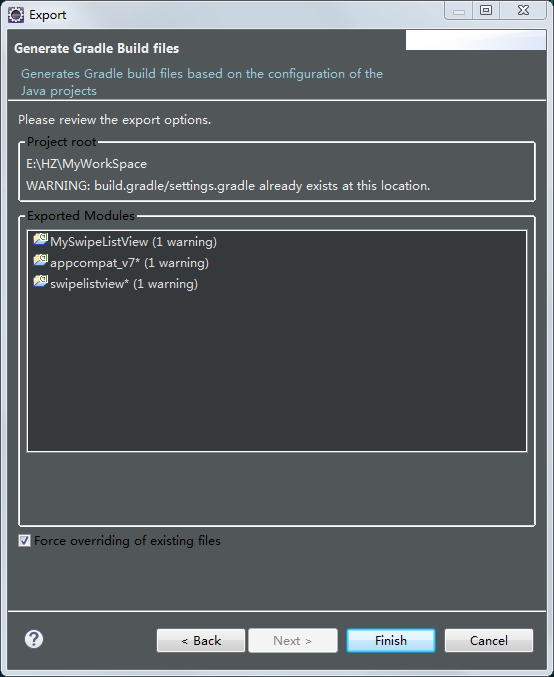 Export
Generate Gradle Build files
Generates Gradle build files based on the configuration of the
Java projects
Please review the export options.
Project root
E:\HZ\MyWorkSpace
WARNING: build.gradle/settings.gradle already exists at this location.
Exported Modules
MySwipeListView (1 warning)
appcompat_v7* (1 warning)
swipelistview* (1 warning)
Force overriding of existing files
?
< Back
Next >
Finish
Cancel